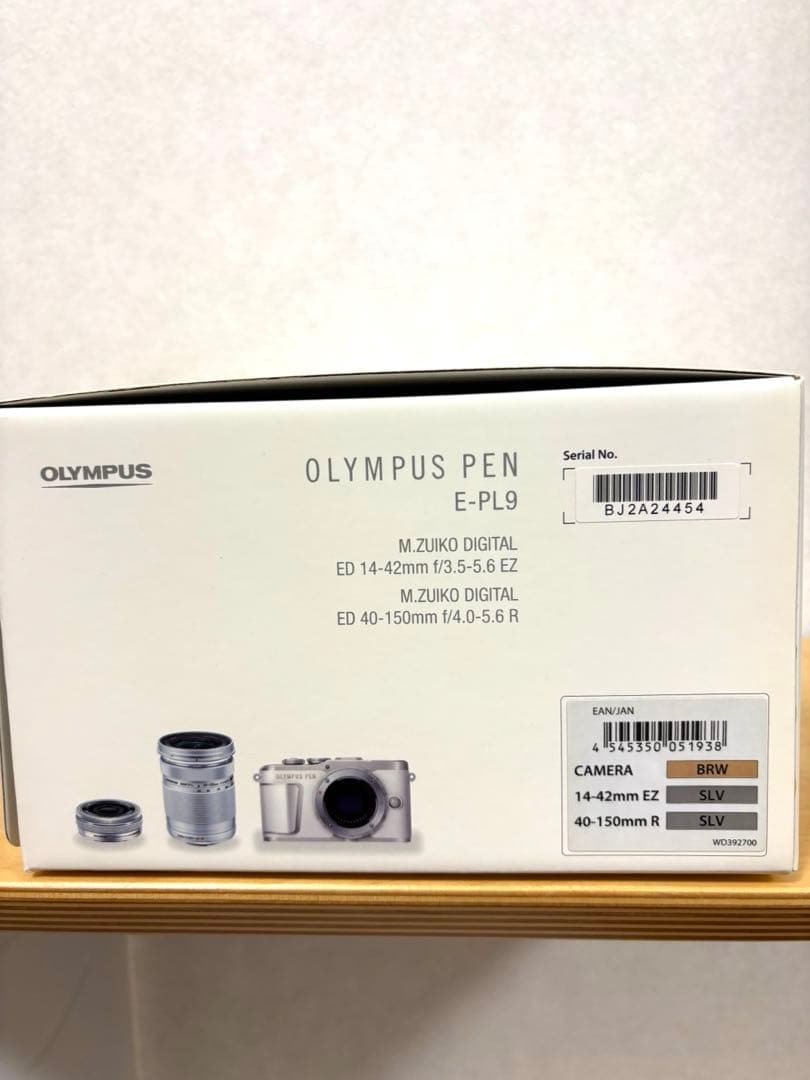 OLYMPUS
OLYMPUS PEN
E-PL9
M.ZUIKO DIGITAL
ED 14-42mm f/3.5-5.6 EZ
M.ZUIKO DIGITAL
ED 40-150mm f/4.0-5.6 R
Serial No.
BJ2A24454
OLYMPUS PEN
EAN/JAN
4 545350 051938
CAMERA BRW
14-42mm EZ SLV
40-150mm R SLV
WD392700